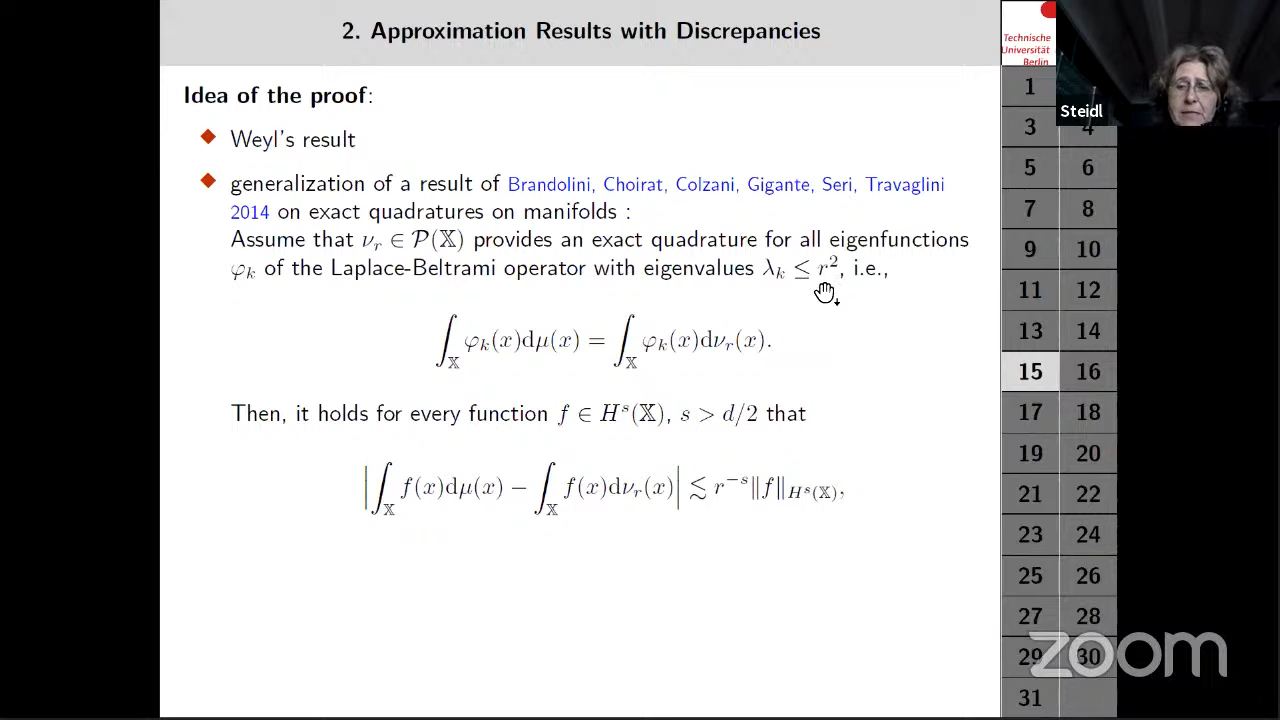 2. Approximation Results with Discrepancies
Idea of the proof:
Weyl's result
generalization of a result of Brandolini, Choirat, Colzani, Gigante, Seri, Travaglini
2014 on exact quadratures on manifolds :
Assume that ν_r ∈ 𝒫(𝕏) provides an exact quadrature for all eigenfunctions
φ_k of the Laplace-Beltrami operator with eigenvalues λ_k ≤ r², i.e.,
∫_𝕏 φ_k(x)dμ(x) = ∫_𝕏 φ_k(x)dν_r(x).
Then, it holds for every function f ∈ H^s(𝕏), s > d/2 that
|∫_𝕏 f(x)dμ(x) − ∫_𝕏 f(x)dν_r(x)| ≲ r^{−s}‖f‖_{H^s(𝕏)},
Technische
Universität
Berlin
Steidl
1
3 4
5 6
7 8
9 10
11 12
13 14
15 16
17 18
19 20
21 22
23 24
25 26
27 28
29 30
31
zoom